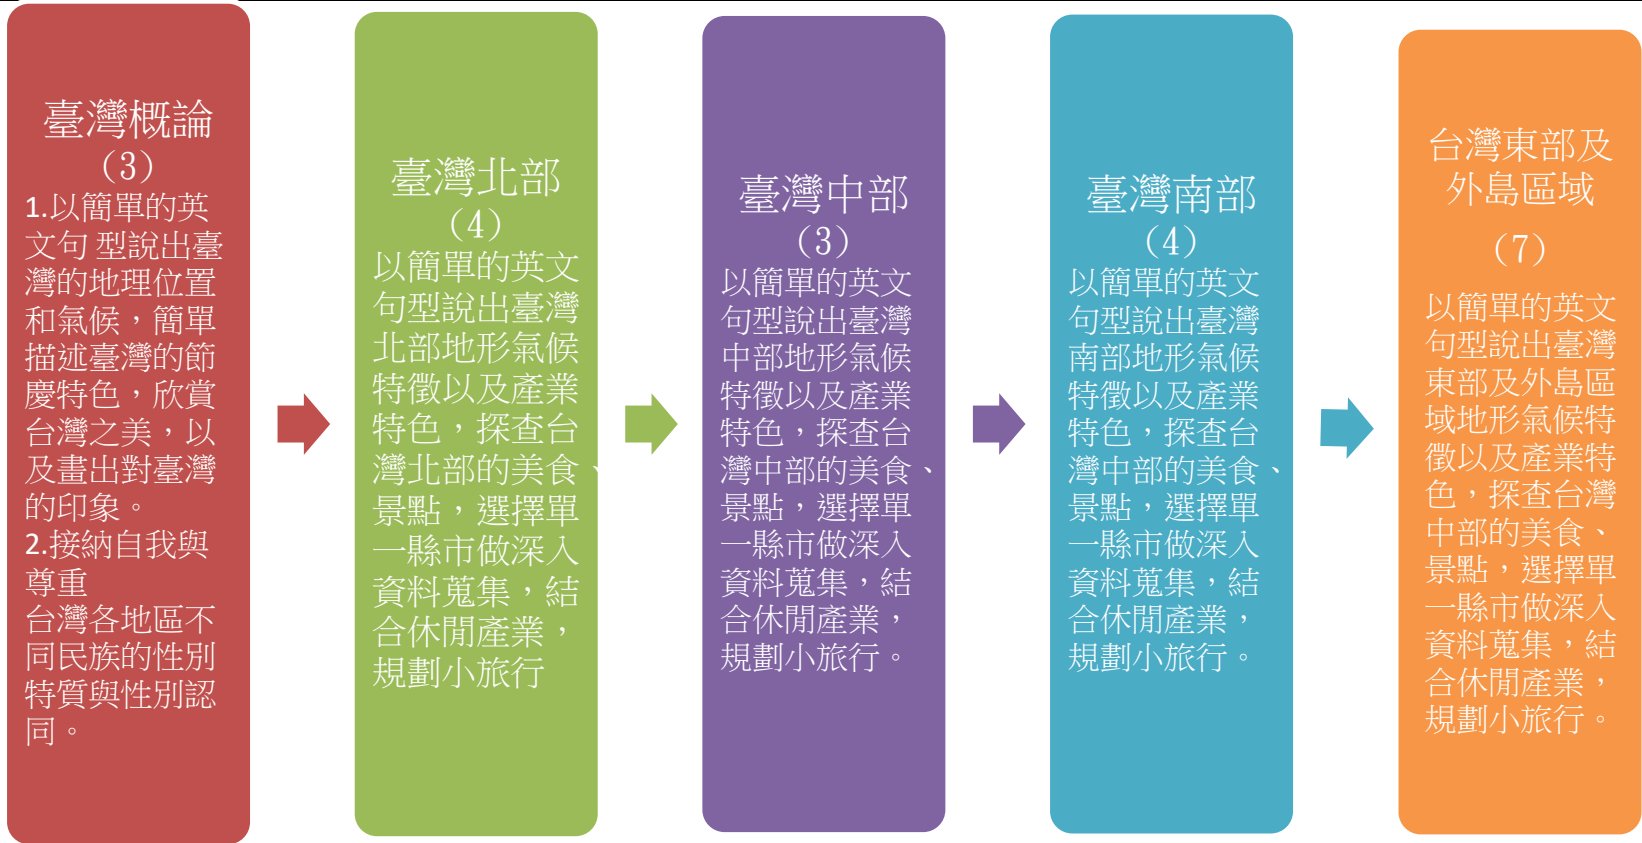 臺灣概論
(3)
1.以簡單的英
文句 型說出臺
灣的地理位置
和氣候，簡單
描述臺灣的節
慶特色，欣賞
台灣之美，以
及畫出對臺灣
的印象。
2.接納自我與
尊重
台灣各地區不
同民族的性別
特質與性別認
同。
臺灣北部
(4)
以簡單的英文
句型說出臺灣
北部地形氣候
特徵以及產業
特色，探查台
灣北部的美食、
景點，選擇單
一縣市做深入
資料蒐集，結
合休閒產業，
規劃小旅行
臺灣中部
(3)
以簡單的英文
句型說出臺灣
中部地形氣候
特徵以及產業
特色，探查台
灣中部的美食、
景點，選擇單
一縣市做深入
資料蒐集，結
合休閒產業，
規劃小旅行。
臺灣南部
(4)
以簡單的英文
句型說出臺灣
南部地形氣候
特徵以及產業
特色，探查台
灣中部的美食、
景點，選擇單
一縣市做深入
資料蒐集，結
合休閒產業，
規劃小旅行。
台灣東部及
外島區域
(7)
以簡單的英文
句型說出臺灣
東部及外島區
域地形氣候特
徵以及產業特
色，探查台灣
中部的美食、
景點，選擇單
一縣市做深入
資料蒐集，結
合休閒產業，
規劃小旅行。